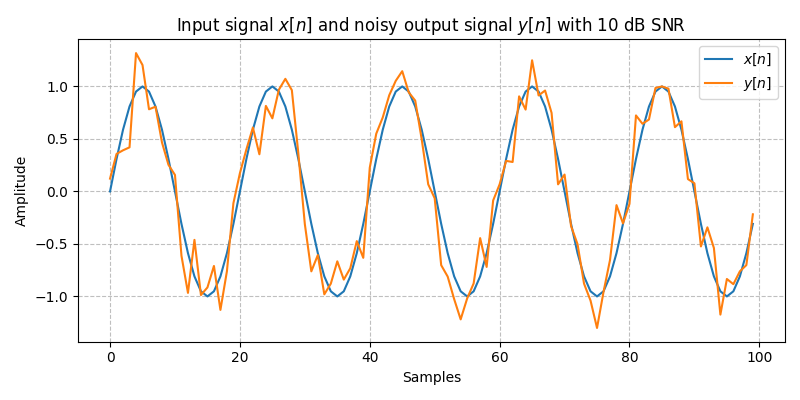 Input signal x[n] and noisy output signal y[n] with 10 dB SNR
x[n]
y[n]
1.0
0.5
0.0
−0.5
−1.0
Amplitude
0 20 40 60 80 100
Samples